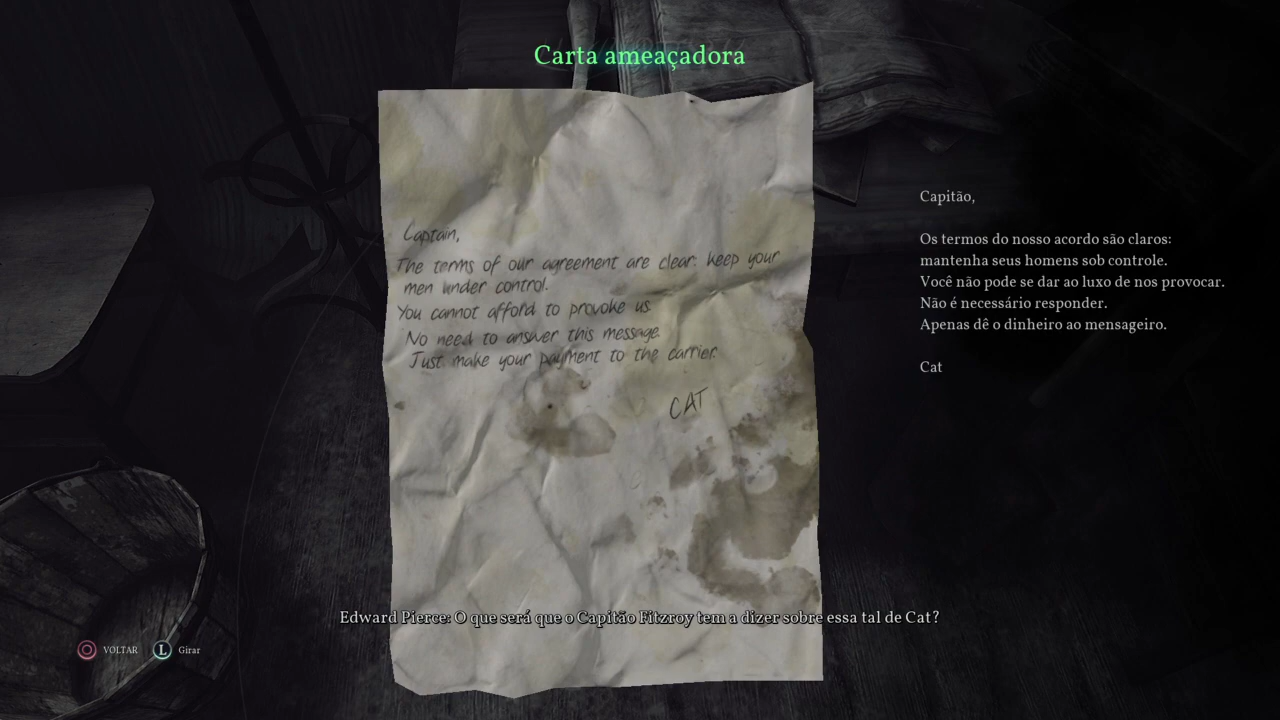 Carta ameaçadora
Captain,
The terms of our agreement are clear: keep your
men under control.
You cannot afford to provoke us
No need to answer this message.
Just make your payment to the carrier.
CAT
Capitão,
Os termos do nosso acordo são claros:
mantenha seus homens sob controle.
Você não pode se dar ao luxo de nos provocar.
Não é necessário responder.
Apenas dê o dinheiro ao mensageiro.
Cat
Edward Pierce: O que será que o Capitão Fitzroy tem a dizer sobre essa tal de Cat?
VOLTAR
L Girar